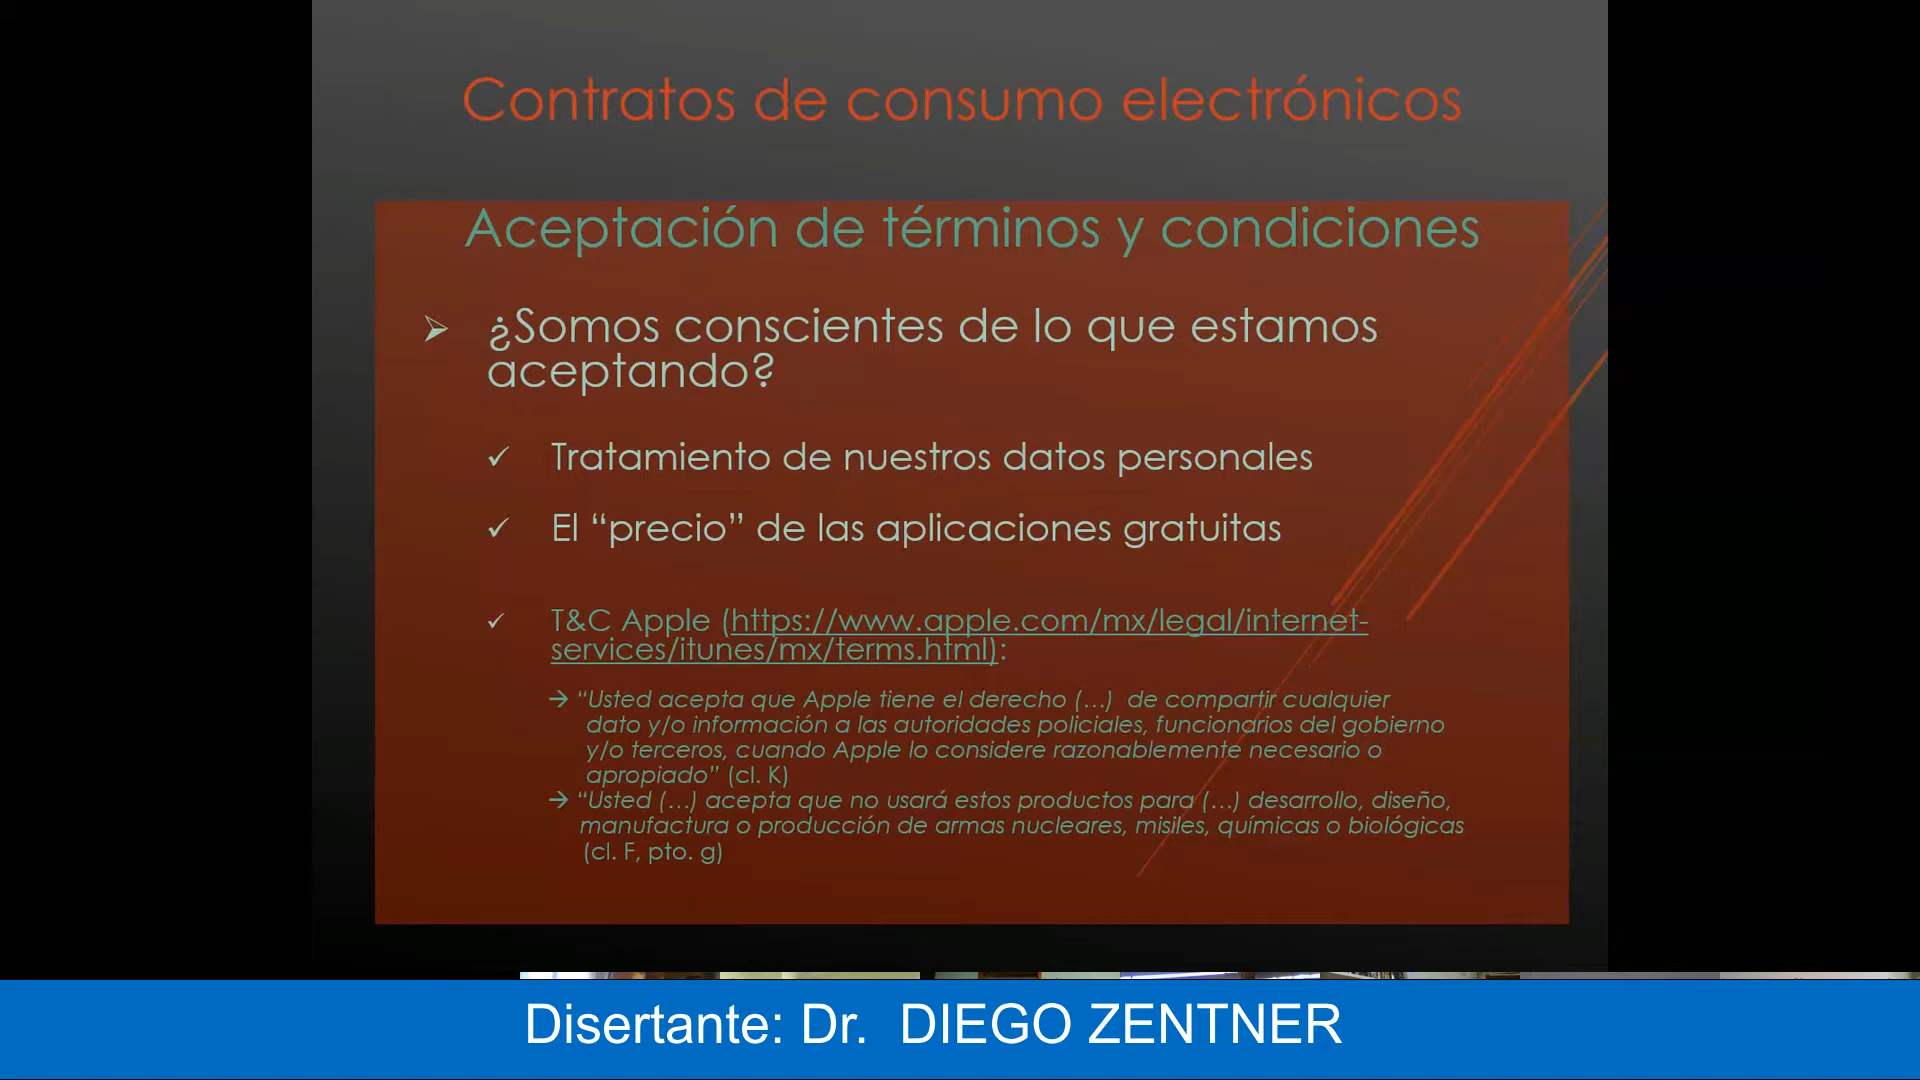 Contratos de consumo electrónicos
Aceptación de términos y condiciones
¿Somos conscientes de lo que estamos
aceptando?
Tratamiento de nuestros datos personales
El “precio” de las aplicaciones gratuitas
T&C Apple (https://www.apple.com/mx/legal/internet-
services/itunes/mx/terms.html):
“Usted acepta que Apple tiene el derecho (…) de compartir cualquier
dato y/o información a las autoridades policiales, funcionarios del gobierno
y/o terceros, cuando Apple lo considere razonablemente necesario o
apropiado” (cl. K)
“Usted (…) acepta que no usará estos productos para (…) desarrollo, diseño,
manufactura o producción de armas nucleares, misiles, químicas o biológicas
(cl. F, pto. g)
Disertante: Dr. DIEGO ZENTNER